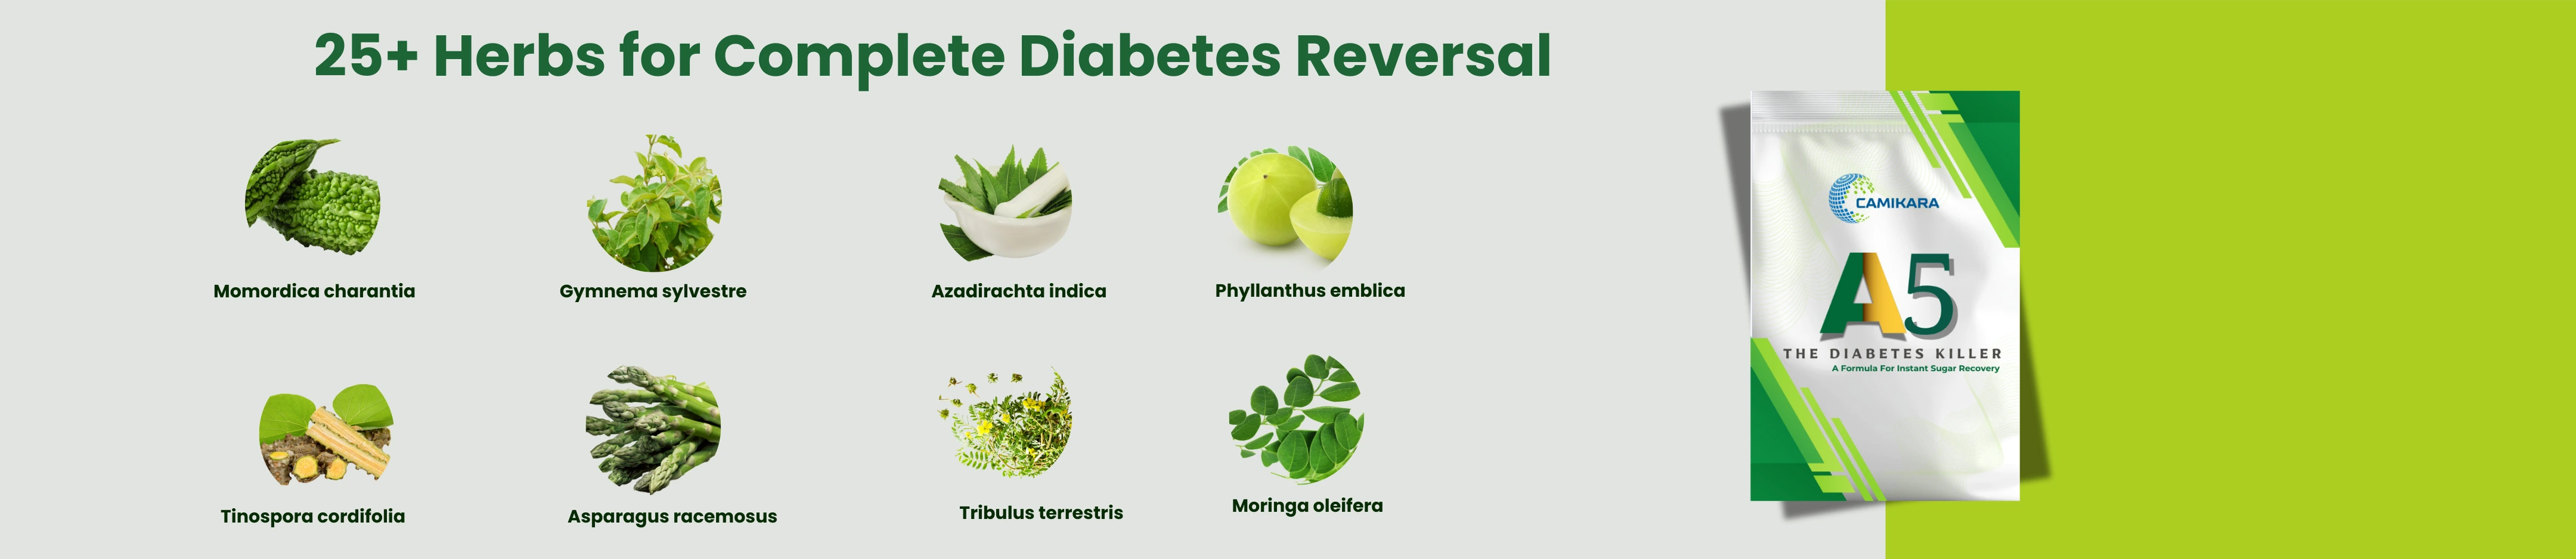 25+ Herbs for Complete Diabetes Reversal
Momordica charantia
Gymnema sylvestre
Azadirachta indica
Phyllanthus emblica
Tinospora cordifolia
Asparagus racemosus
Tribulus terrestris
Moringa oleifera
CAMIKARA
A5
THE DIABETES KILLER
A Formula For Instant Sugar Recovery